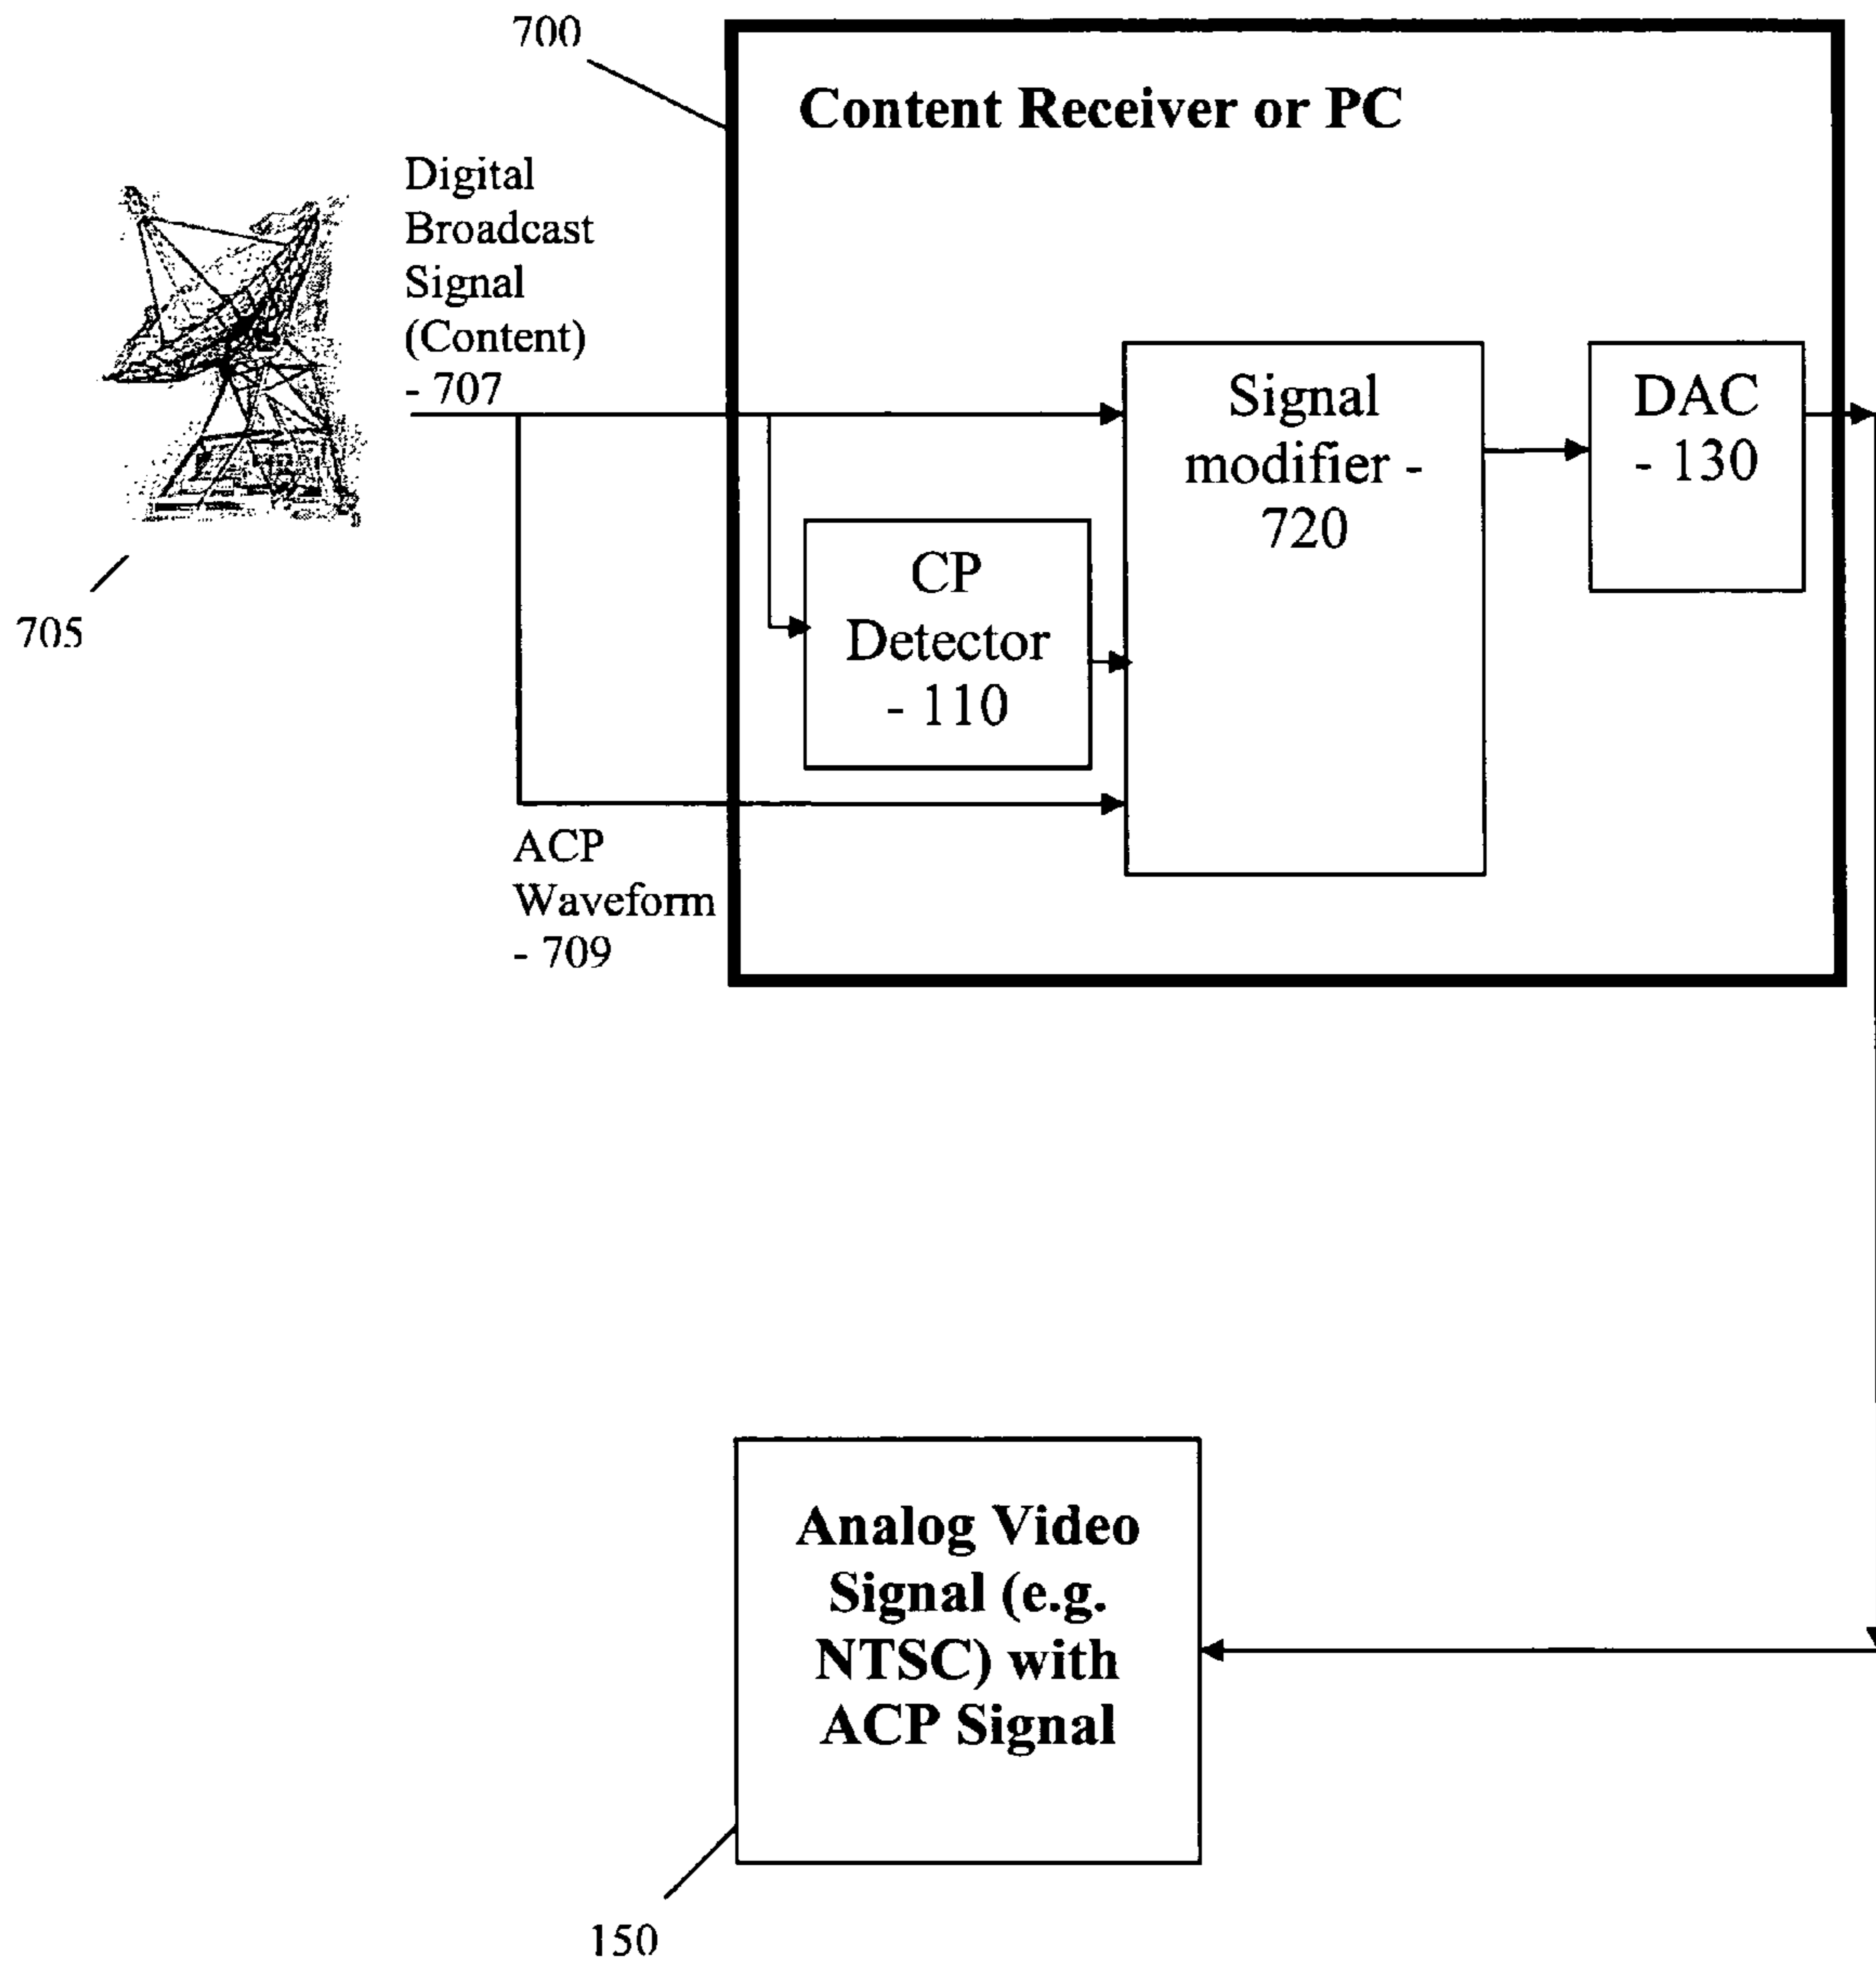 700
Content Receiver or PC
Digital
Broadcast
Signal
(Content)
- 707
705
Signal
modifier -
720
DAC
- 130
CP
Detector
- 110
ACP
Waveform
- 709
Analog Video
Signal (e.g.
NTSC) with
ACP Signal
150